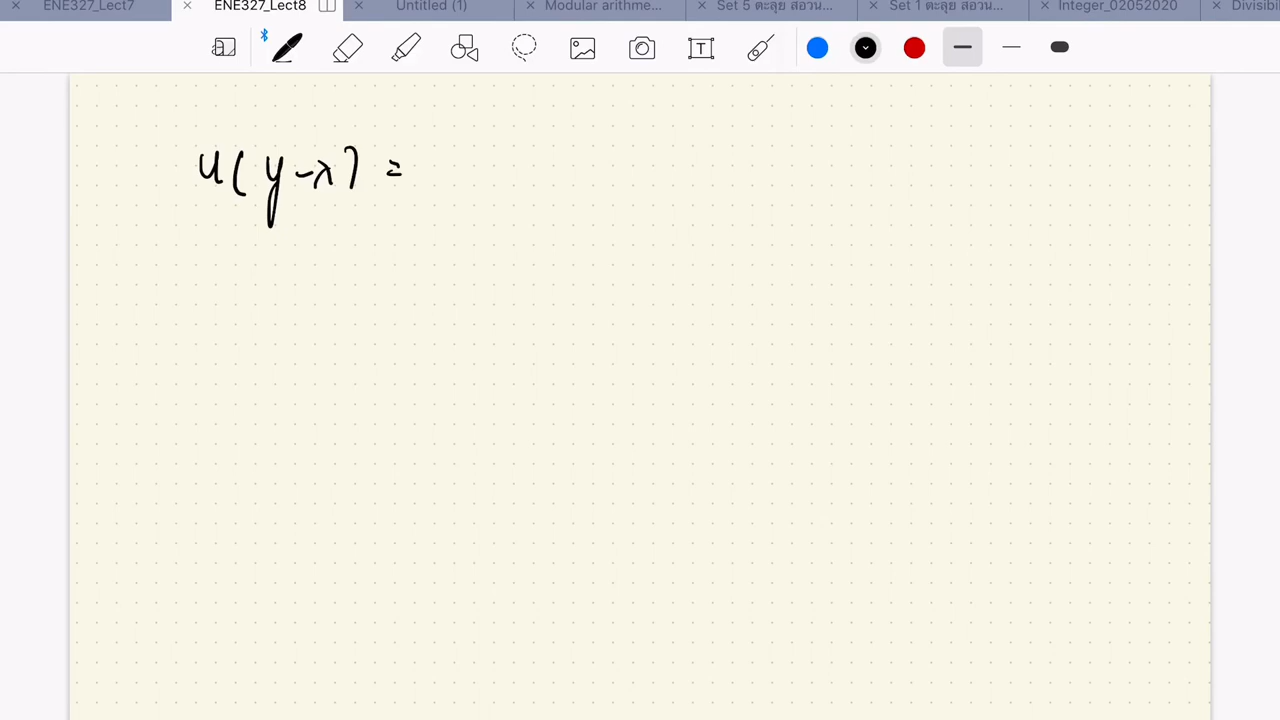 ENE327_Lect7 ENE327_Lect8 Untitled (1) Modular arithme... Set 5 ตะลุย สอวน... Set 1 ตะลุย สอวน... Integer_02052020 Divisibi
u(y-λ) =